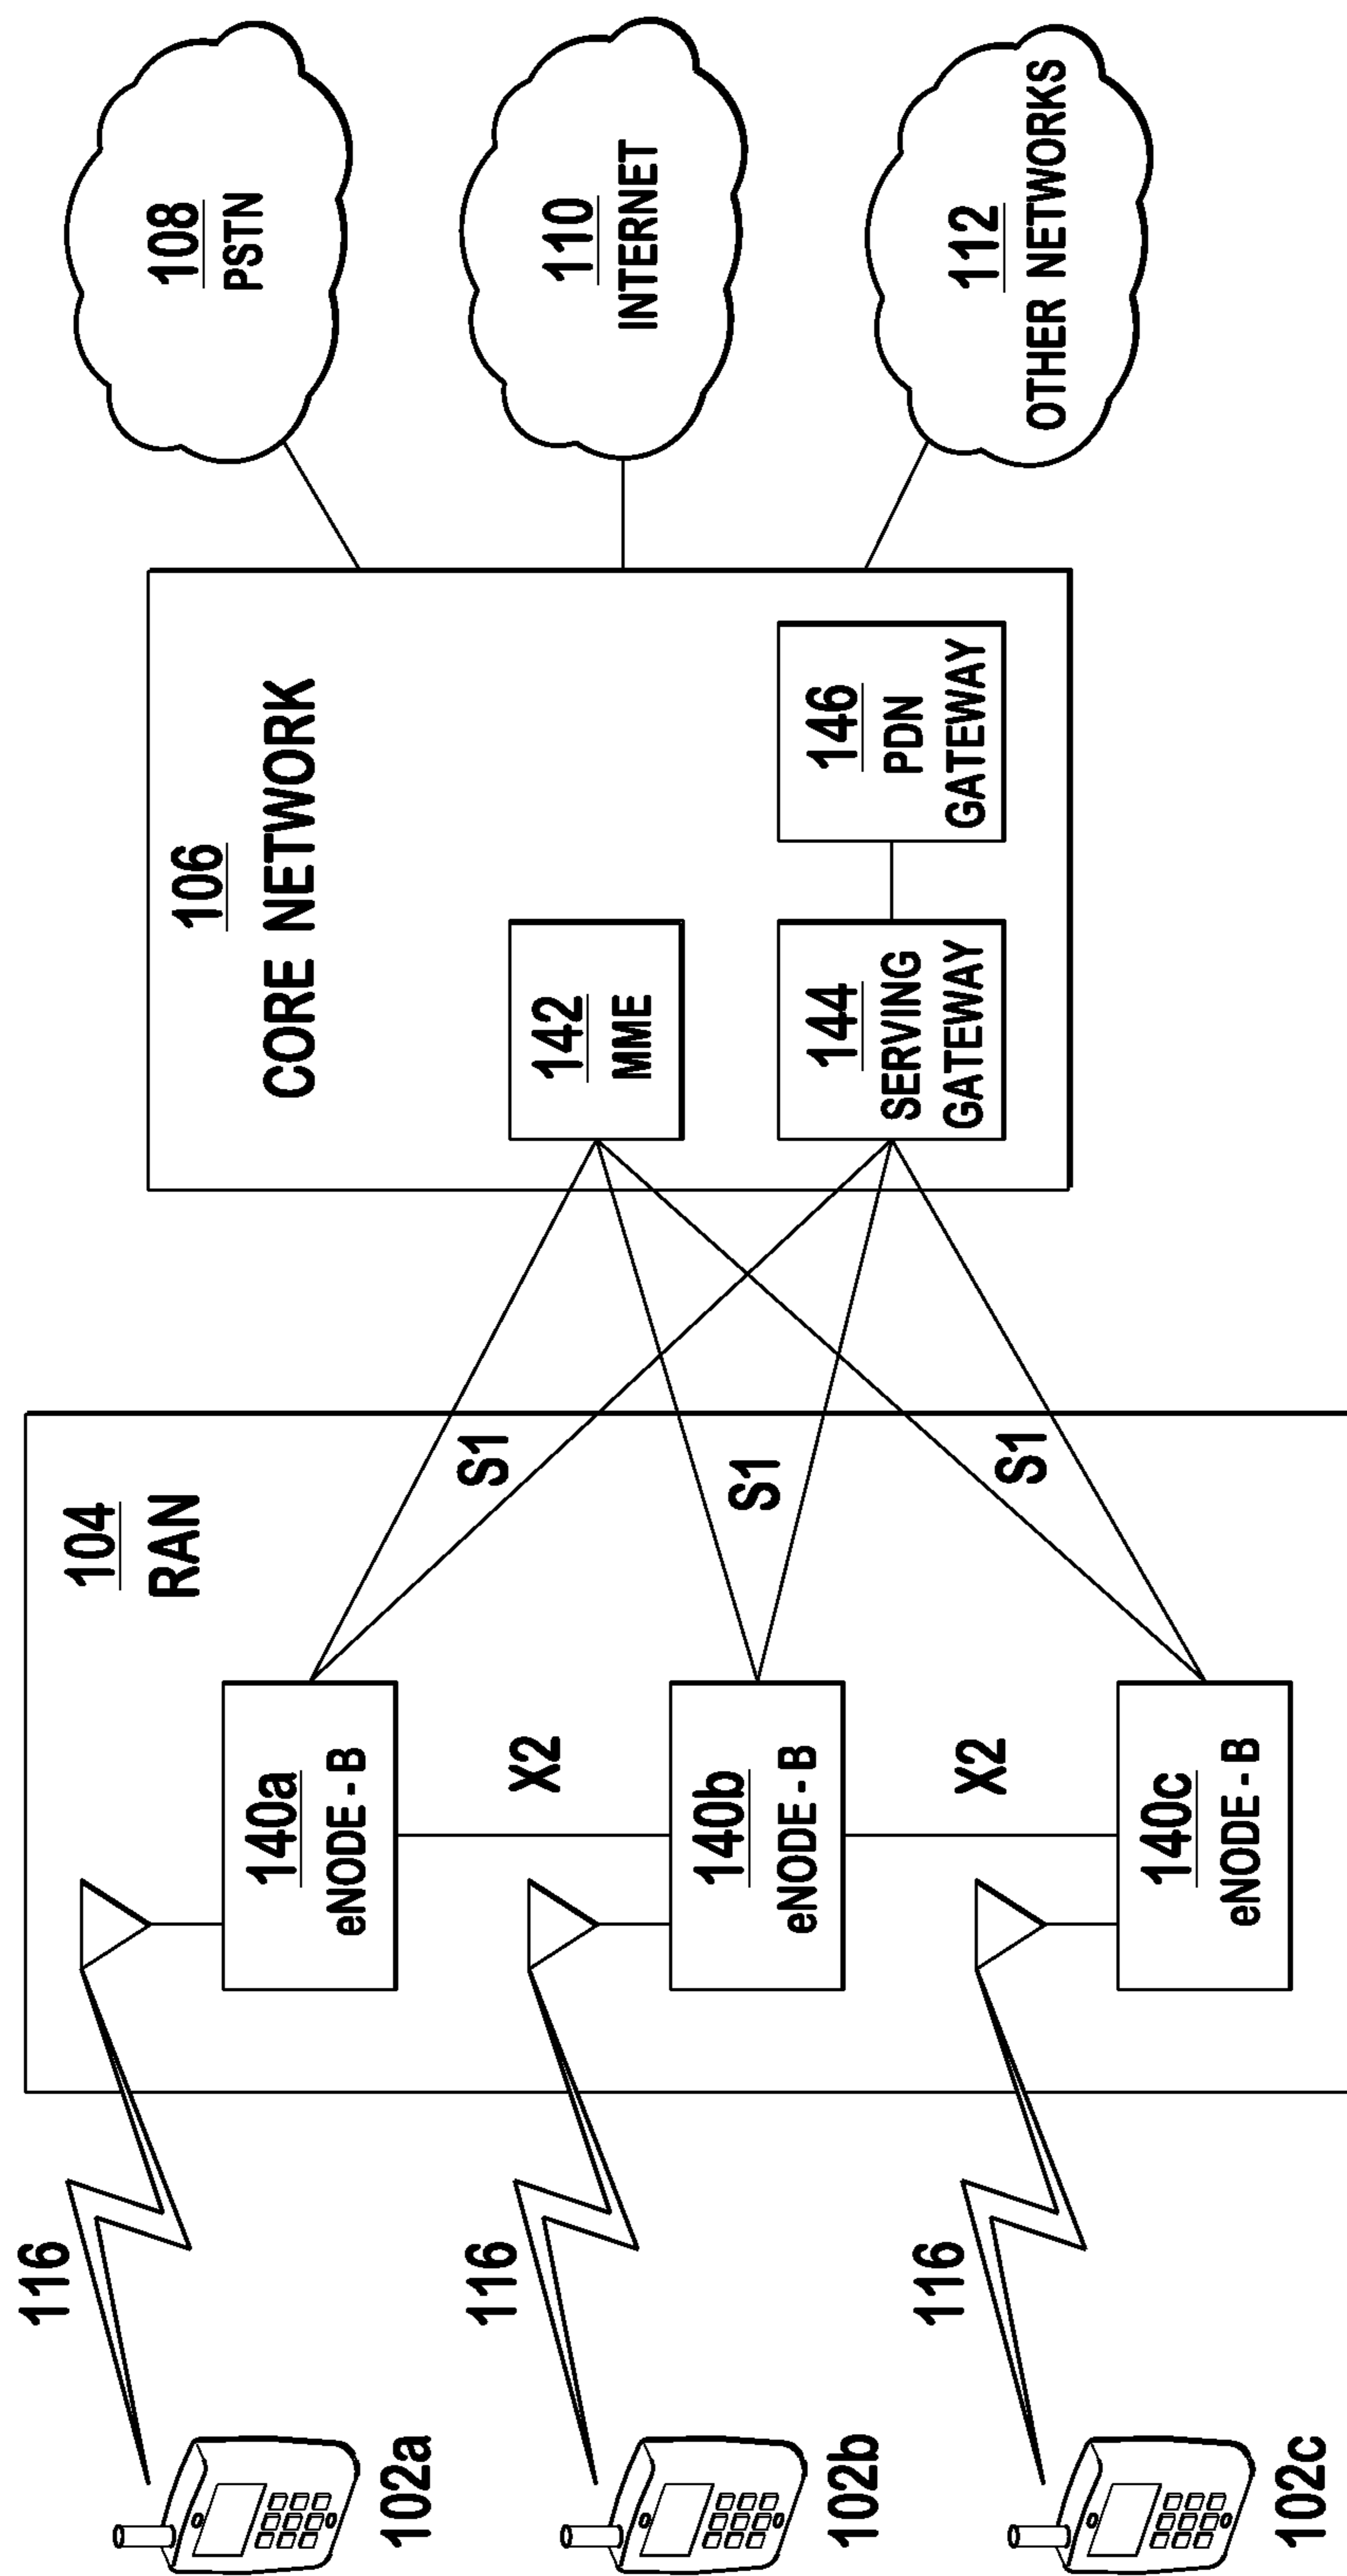 116
102a
116
102b
116
102c
104
RAN
140a
eNODE - B
X2
140b
eNODE - B
X2
140c
eNODE - B
S1
S1
S1
106
CORE NETWORK
142
MME
144
SERVING
GATEWAY
146
PDN
GATEWAY
108
PSTN
110
INTERNET
112
OTHER NETWORKS